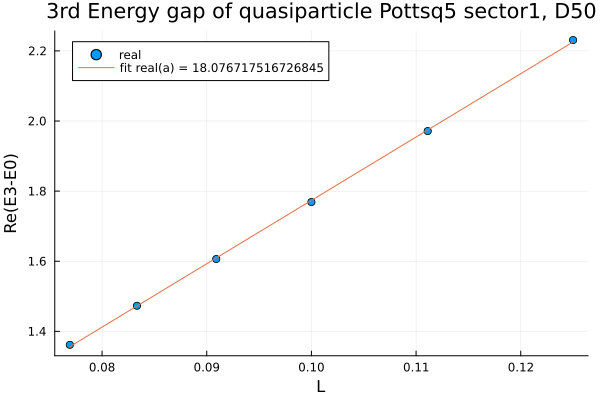 3rd Energy gap of quasiparticle Pottsq5 sector1, D50
real
fit real(a) = 18.076717516726845
Re(E3-E0)
2.2
2.0
1.8
1.6
1.4
0.08
0.09
0.10
0.11
0.12
L